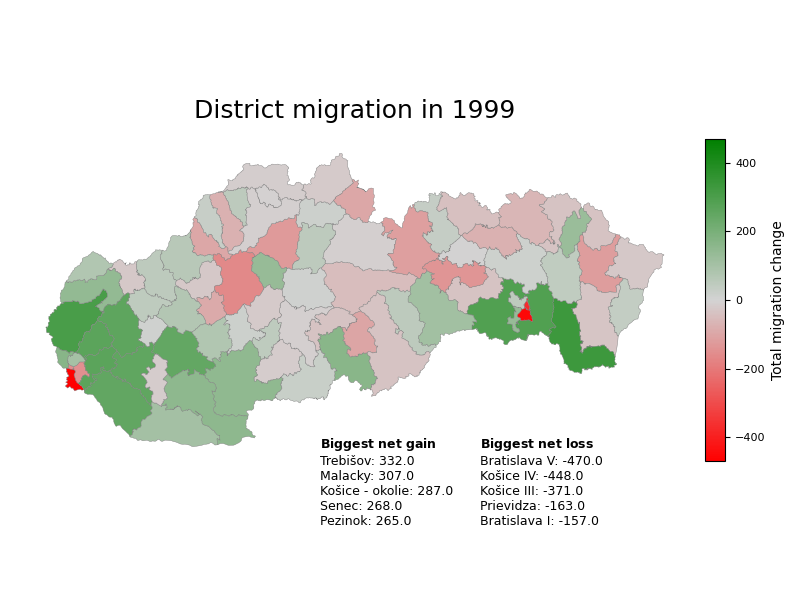 District migration in 1999
400
200
0
−200
−400
Total migration change
Biggest net gain
Trebišov: 332.0
Malacky: 307.0
Košice - okolie: 287.0
Senec: 268.0
Pezinok: 265.0
Biggest net loss
Bratislava V: -470.0
Košice IV: -448.0
Košice III: -371.0
Prievidza: -163.0
Bratislava I: -157.0